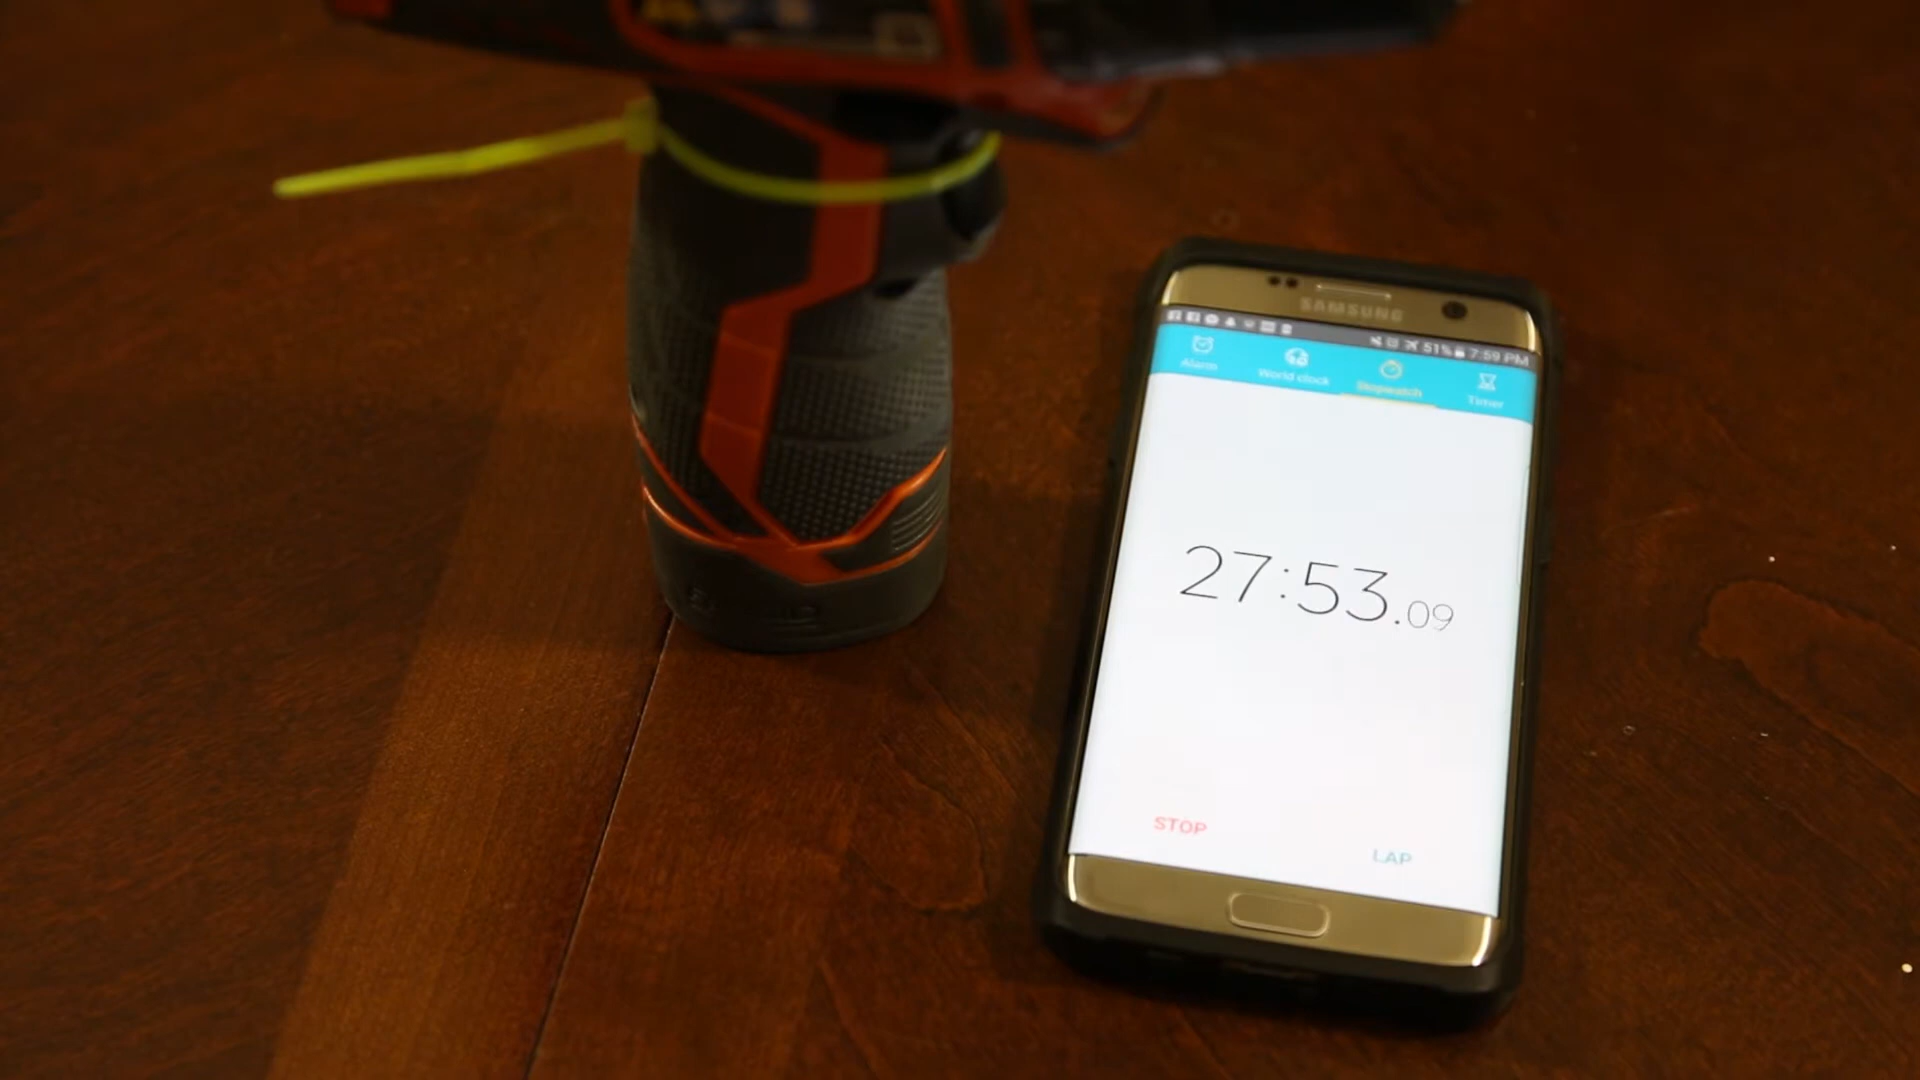 SAMSUNG
51% 7:59 PM
Alarm World clock Stopwatch Timer
27:53.09
STOP
LAP